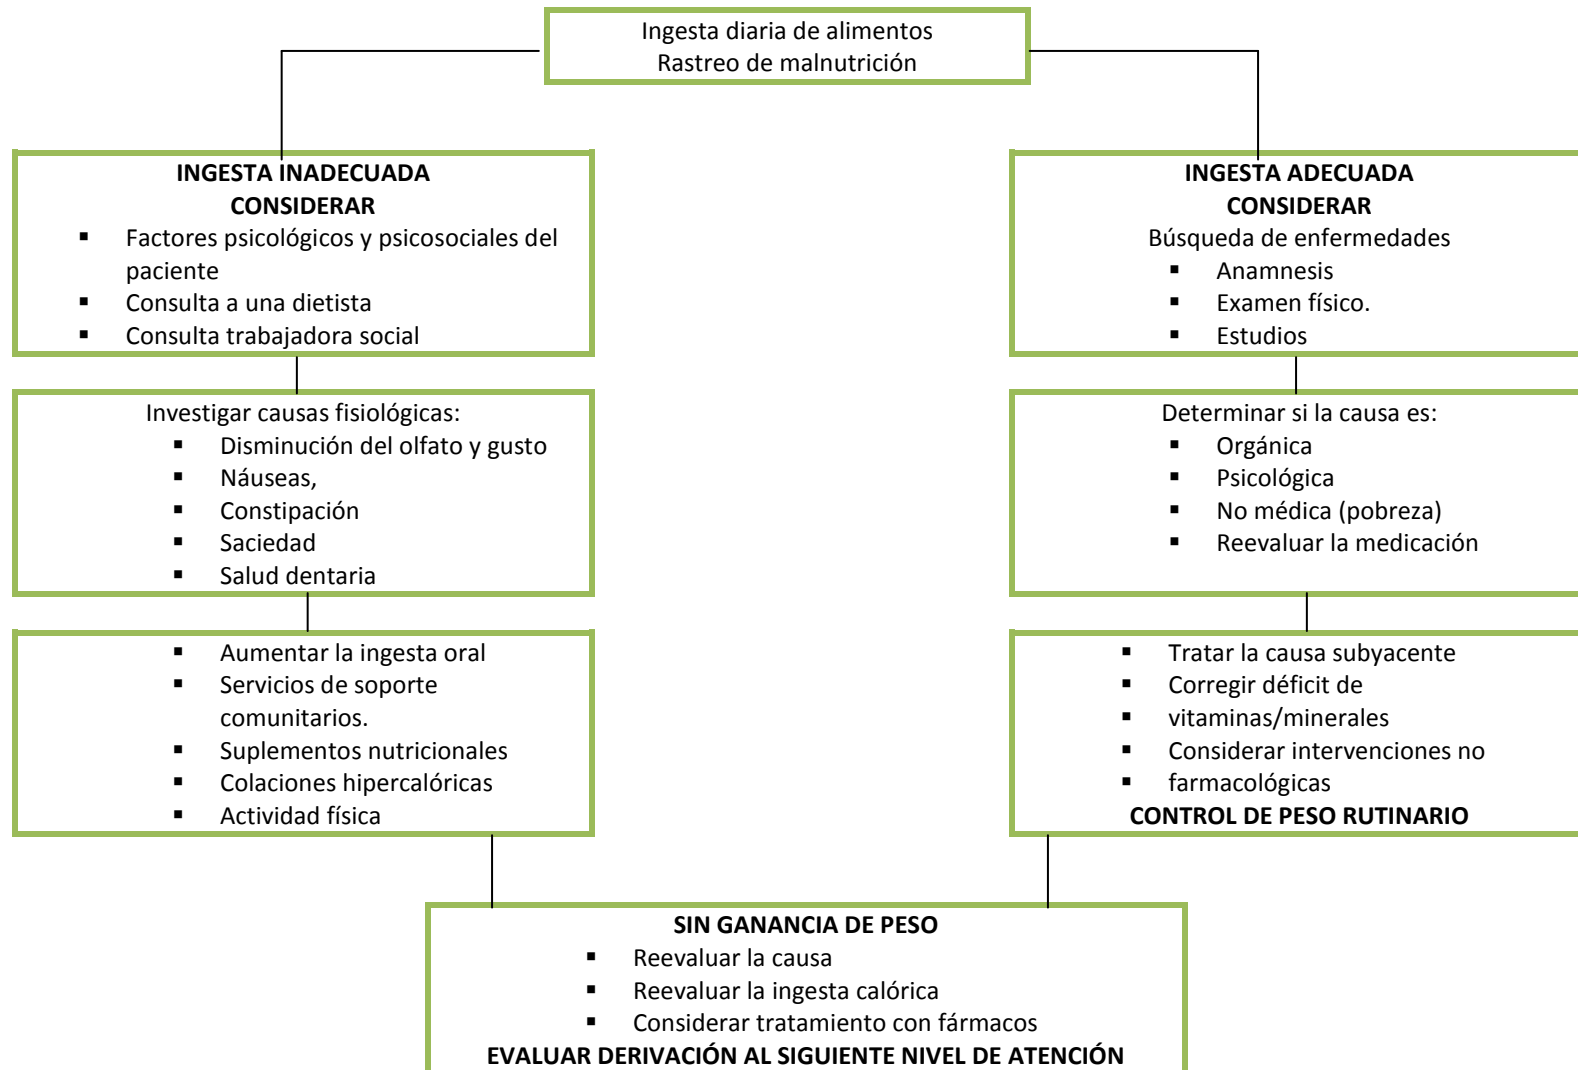 Ingesta diaria de alimentos
Rastreo de malnutrición
INGESTA INADECUADA
CONSIDERAR
▪ Factores psicológicos y psicosociales del
paciente
▪ Consulta a una dietista
▪ Consulta trabajadora social
INGESTA ADECUADA
CONSIDERAR
Búsqueda de enfermedades
▪ Anamnesis
▪ Examen físico.
▪ Estudios
Investigar causas fisiológicas:
▪ Disminución del olfato y gusto
▪ Náuseas,
▪ Constipación
▪ Saciedad
▪ Salud dentaria
Determinar si la causa es:
▪ Orgánica
▪ Psicológica
▪ No médica (pobreza)
▪ Reevaluar la medicación
▪ Aumentar la ingesta oral
▪ Servicios de soporte
comunitarios.
▪ Suplementos nutricionales
▪ Colaciones hipercalóricas
▪ Actividad física
▪ Tratar la causa subyacente
▪ Corregir déficit de
▪ vitaminas/minerales
▪ Considerar intervenciones no
▪ farmacológicas
CONTROL DE PESO RUTINARIO
SIN GANANCIA DE PESO
▪ Reevaluar la causa
▪ Reevaluar la ingesta calórica
▪ Considerar tratamiento con fármacos
EVALUAR DERIVACIÓN AL SIGUIENTE NIVEL DE ATENCIÓN